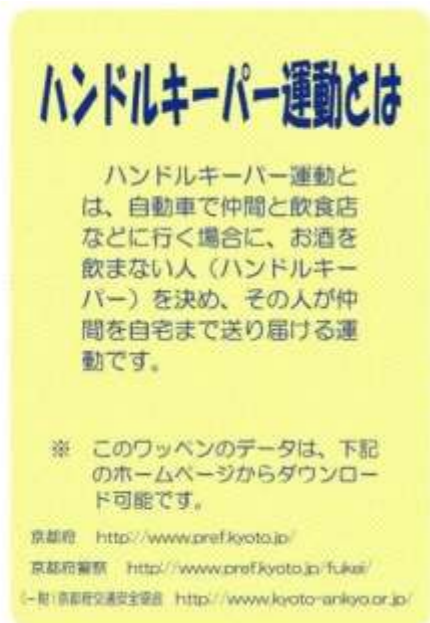 ハンドルキーパー運動とは
ハンドルキーパー運動と
は、自動車で仲間と飲食店
などに行く場合に、お酒を
飲まない人（ハンドルキー
パー）を決め、その人が仲
間を自宅まで送り届ける運
動です。
※ このワッペンのデータは、下記
のホームページからダウンロー
ド可能です。
京都府 http://www.pref.kyoto.jp/
京都府警察 http://www.pref.kyoto.jp/fukei/
(一財)京都府交通安全協会 http://www.kyoto-ankyo.or.jp/